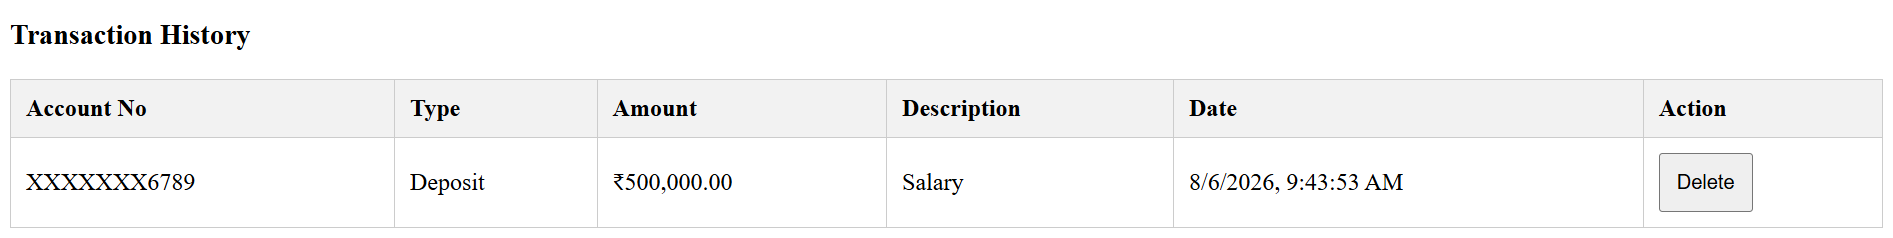 Transaction History
Account No Type Amount Description Date Action
XXXXXXX6789 Deposit ₹500,000.00 Salary 8/6/2026, 9:43:53 AM Delete